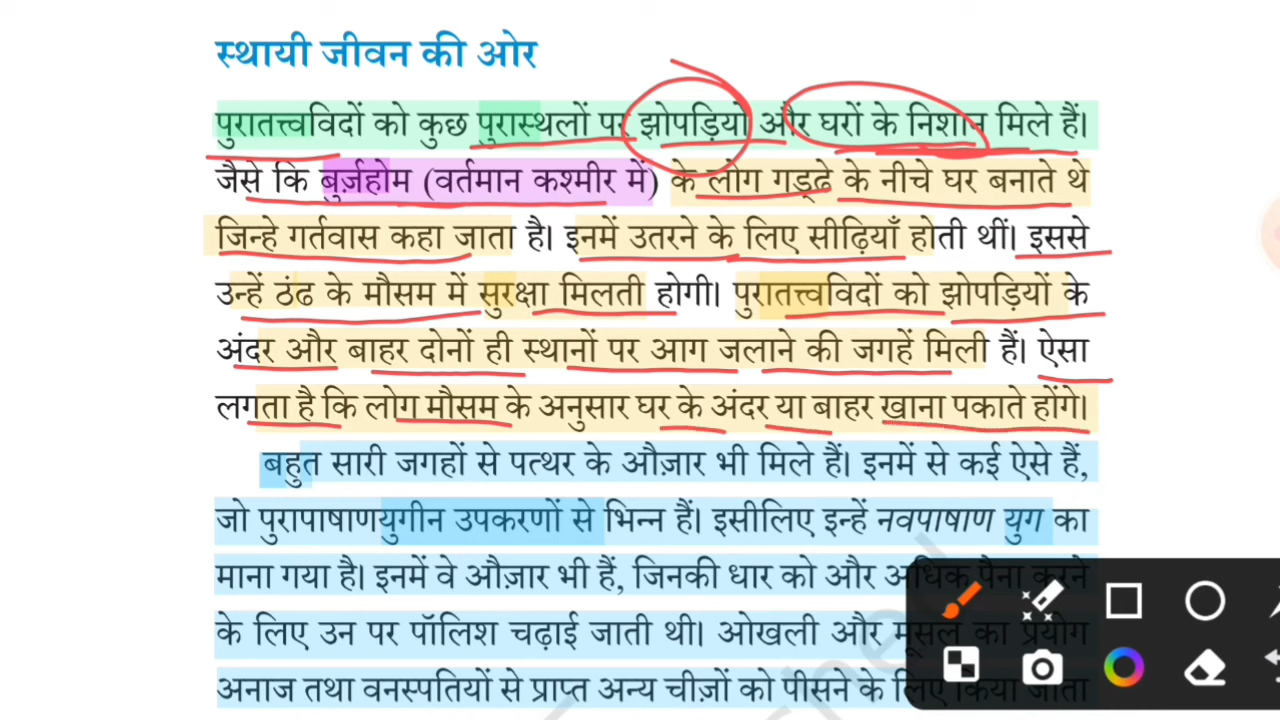 स्थायी जीवन की ओर
पुरातत्त्वविदों को कुछ पुरास्थलों पर झोपड़ियों और घरों के निशान मिले हैं।
जैसे कि बुर्ज़होम (वर्तमान कश्मीर में) के लोग गड्ढे के नीचे घर बनाते थे
जिन्हे गर्तवास कहा जाता है। इनमें उतरने के लिए सीढ़ियाँ होती थीं। इससे
उन्हें ठंढ के मौसम में सुरक्षा मिलती होगी। पुरातत्त्वविदों को झोपड़ियों के
अंदर और बाहर दोनों ही स्थानों पर आग जलाने की जगहें मिली हैं। ऐसा
लगता है कि लोग मौसम के अनुसार घर के अंदर या बाहर खाना पकाते होंगे।
बहुत सारी जगहों से पत्थर के औज़ार भी मिले हैं। इनमें से कई ऐसे हैं,
जो पुरापाषाणयुगीन उपकरणों से भिन्न हैं। इसीलिए इन्हें नवपाषाण युग का
माना गया है। इनमें वे औज़ार भी हैं, जिनकी धार को और अधिक पैना करने
के लिए उन पर पॉलिश चढ़ाई जाती थी। ओखली और मूसल का प्रयोग
अनाज तथा वनस्पतियों से प्राप्त अन्य चीज़ों को पीसने के लिए किया जाता